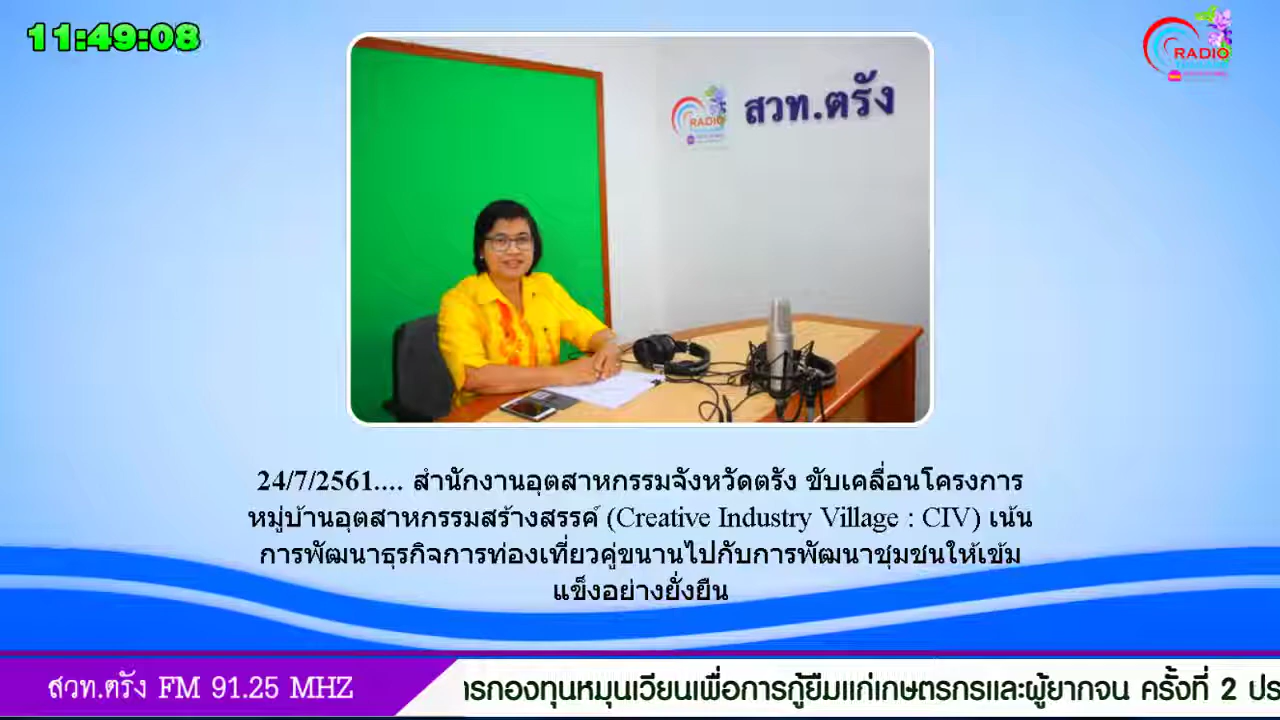 11:49:08
RADIO
THAILAND
RADIO
สวท.ตรัง
24/7/2561.... สำนักงานอุตสาหกรรมจังหวัดตรัง ขับเคลื่อนโครงการ
หมู่บ้านอุตสาหกรรมสร้างสรรค์ (Creative Industry Village : CIV) เน้น
การพัฒนาธุรกิจการท่องเที่ยวคู่ขนานไปกับการพัฒนาชุมชนให้เข้ม
แข็งอย่างยั่งยืน
สวท.ตรัง FM 91.25 MHZ
ารกองทุนหมุนเวียนเพื่อการกู้ยืมแก่เกษตรกรและผู้ยากจน ครั้งที่ 2 ปร